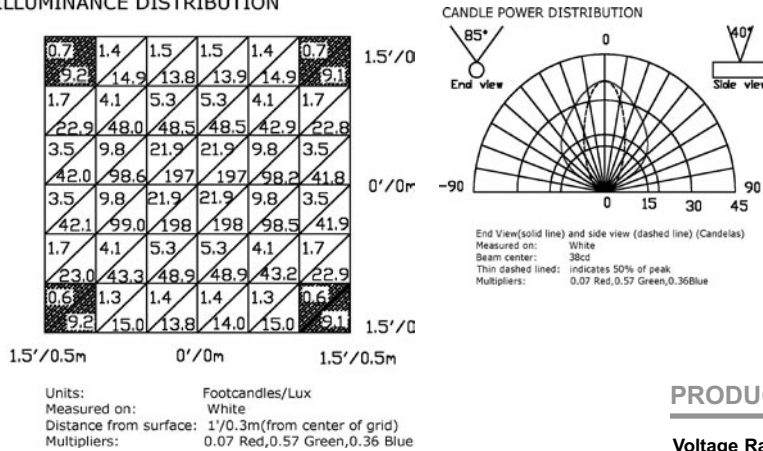 ILLUMINANCE DISTRIBUTION
0.7 1.4 1.5 1.5 1.4 0.7
9.2 14.9 13.8 13.9 14.9 9.1
1.5'/0
1.7 4.1 5.3 5.3 4.1 1.7
22.9 48.0 48.5 48.5 42.9 22.8
3.5 9.8 21.9 21.9 9.8 3.5
42.0 98.6 197 197 98.2 41.8
0'/0m
3.5 9.8 21.9 21.9 9.8 3.5
42.1 99.0 198 198 98.5 41.9
1.7 4.1 5.3 5.3 4.1 1.7
23.0 43.3 48.9 48.9 43.2 22.9
0.6 1.3 1.4 1.4 1.3 0.6
9.2 15.0 13.8 14.0 15.0 9.1
1.5'/0
1.5'/0.5m 0'/0m 1.5'/0.5m
Units: Footcandles/Lux
Measured on: White
Distance from surface: 1'/0.3m(from center of grid)
Multipliers: 0.07 Red,0.57 Green,0.36 Blue
CANDLE POWER DISTRIBUTION
85° 0 40°
End view Side view
-90 90
0 15 30 45
End View(solid line) and side view (dashed line) (Candelas)
Measured on: White
Beam center: 38cd
Thin dashed lined: indicates 50% of peak
Multipliers: 0.07 Red,0.57 Green,0.36Blue
PRODUC
Voltage Ra